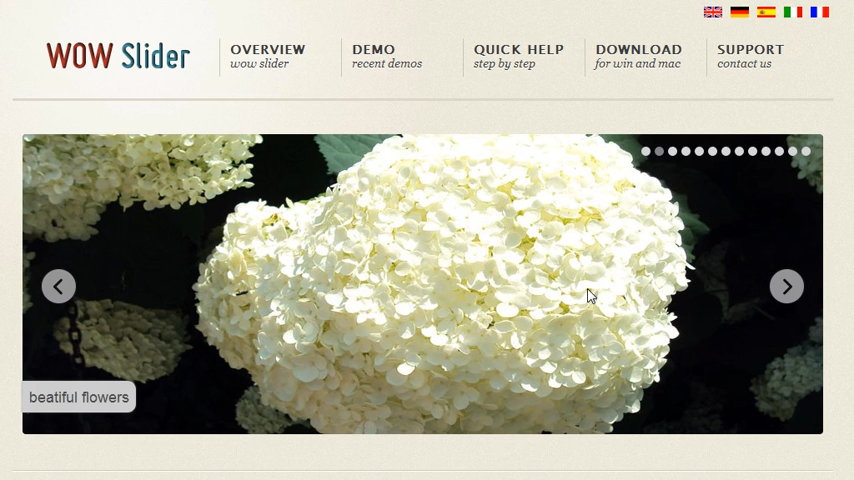 WOW Slider
OVERVIEW
wow slider
DEMO
recent demos
QUICK HELP
step by step
DOWNLOAD
for win and mac
SUPPORT
contact us
beatiful flowers